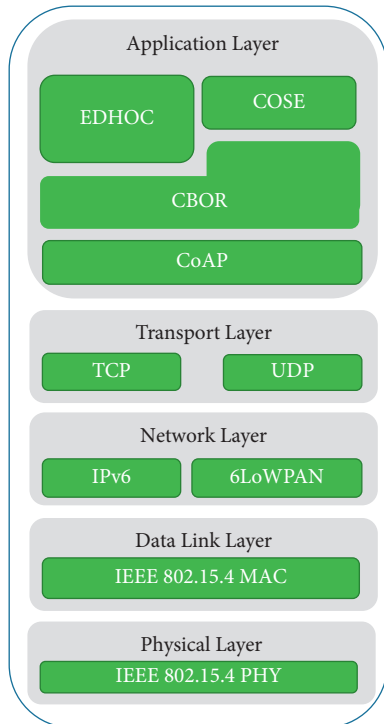 Application Layer
EDHOC
COSE
CBOR
CoAP
Transport Layer
TCP
UDP
Network Layer
IPv6
6LoWPAN
Data Link Layer
IEEE 802.15.4 MAC
Physical Layer
IEEE 802.15.4 PHY